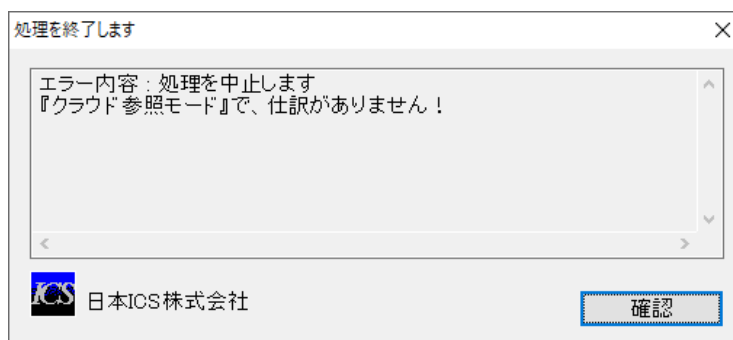 処理を終了します
エラー内容：処理を中止します
『クラウド参照モード』で、仕訳がありません！
ICS 日本ICS株式会社
確認